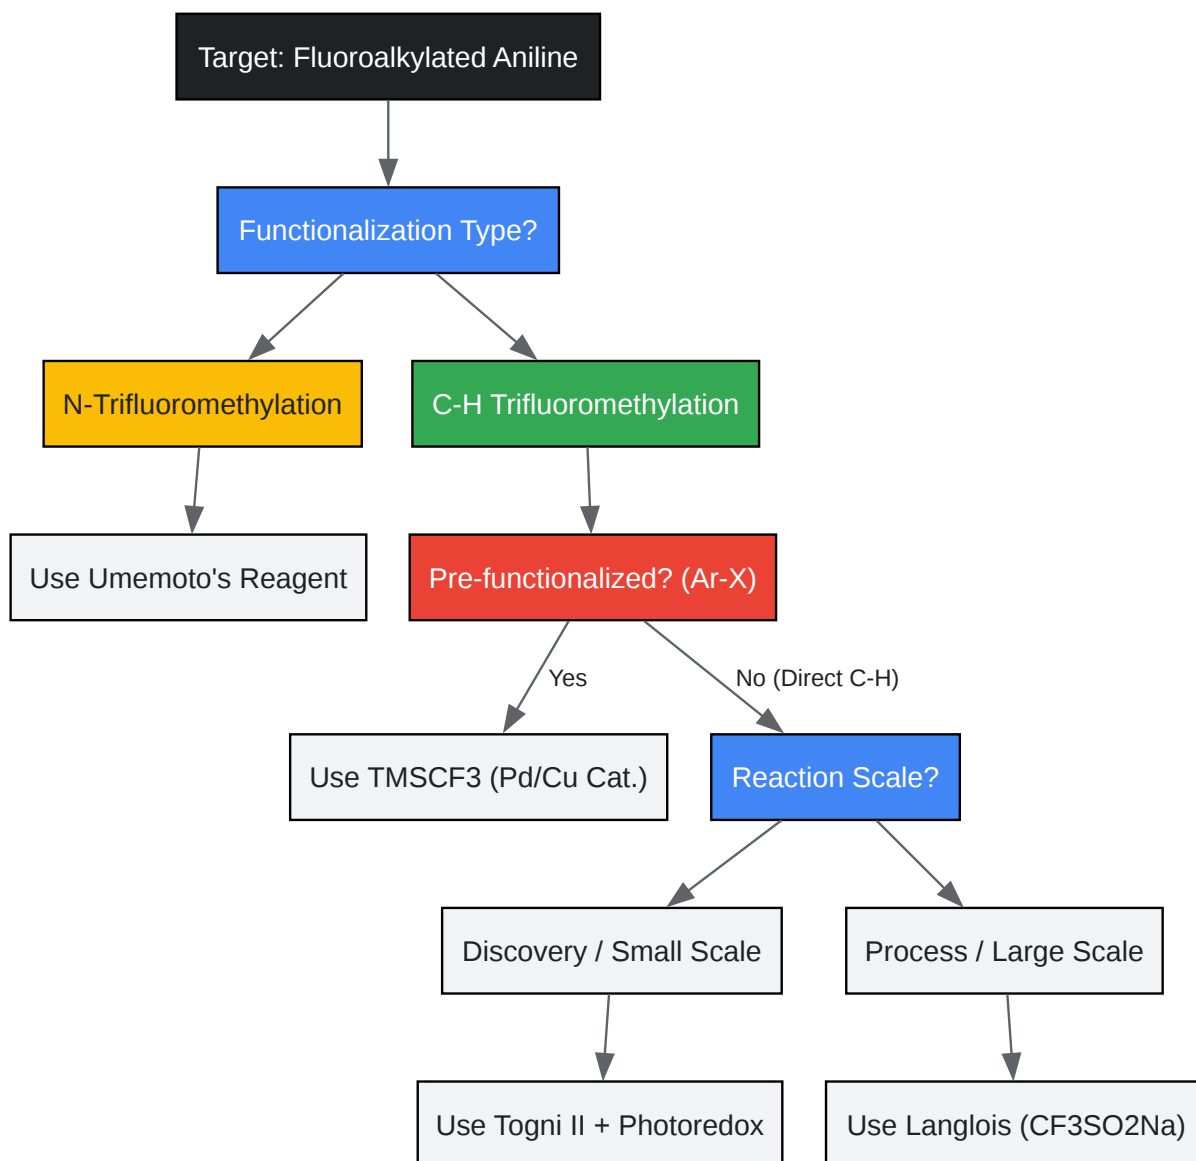 Target: Fluoroalkylated Aniline
Functionalization Type?
N-Trifluoromethylation
C-H Trifluoromethylation
Use Umemoto's Reagent
Pre-functionalized? (Ar-X)
Yes
No (Direct C-H)
Use TMSCF3 (Pd/Cu Cat.)
Reaction Scale?
Discovery / Small Scale
Process / Large Scale
Use Togni II + Photoredox
Use Langlois (CF3SO2Na)